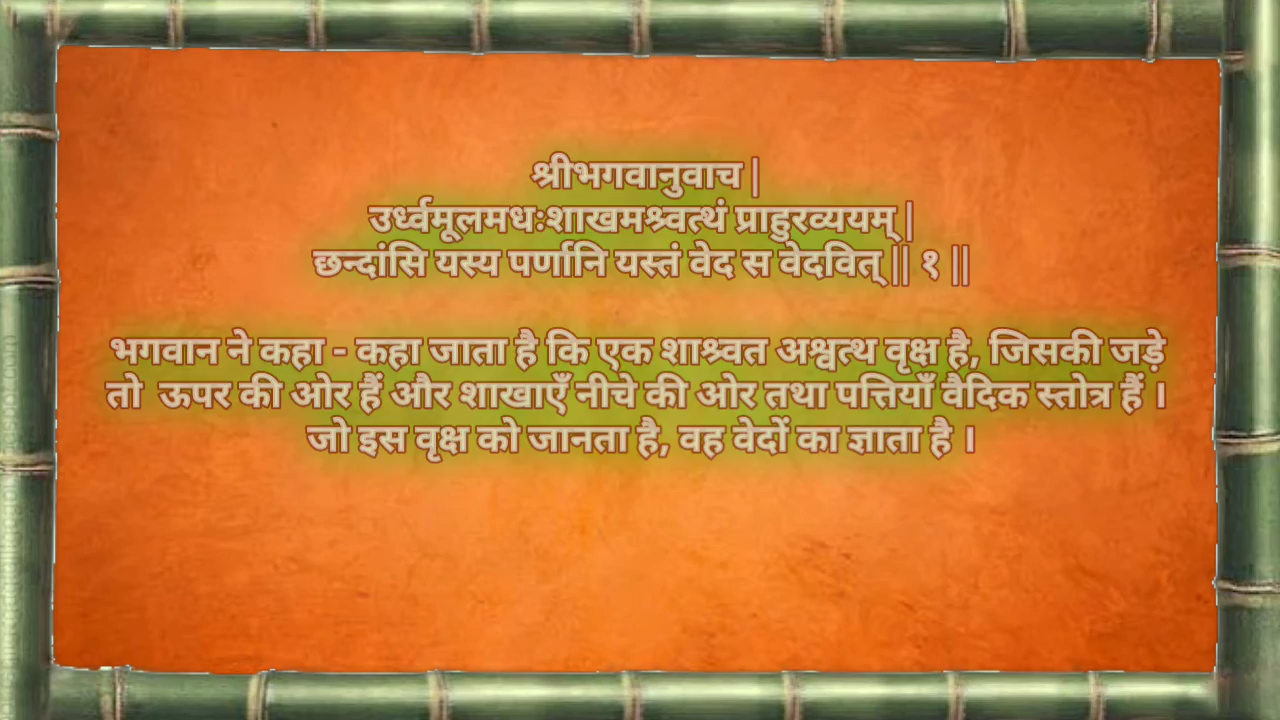 श्रीभगवानुवाच |
उर्ध्वमूलमधःशाखमश्र्वत्थं प्राहुरव्ययम् |
छन्दांसि यस्य पर्णानि यस्तं वेद स वेदवित् || १ ||
भगवान ने कहा - कहा जाता है कि एक शाश्र्वत अश्वत्थ वृक्ष है, जिसकी जड़े
तो ऊपर की ओर हैं और शाखाएँ नीचे की ओर तथा पत्तियाँ वैदिक स्तोत्र हैं ।
जो इस वृक्ष को जानता है, वह वेदों का ज्ञाता है ।